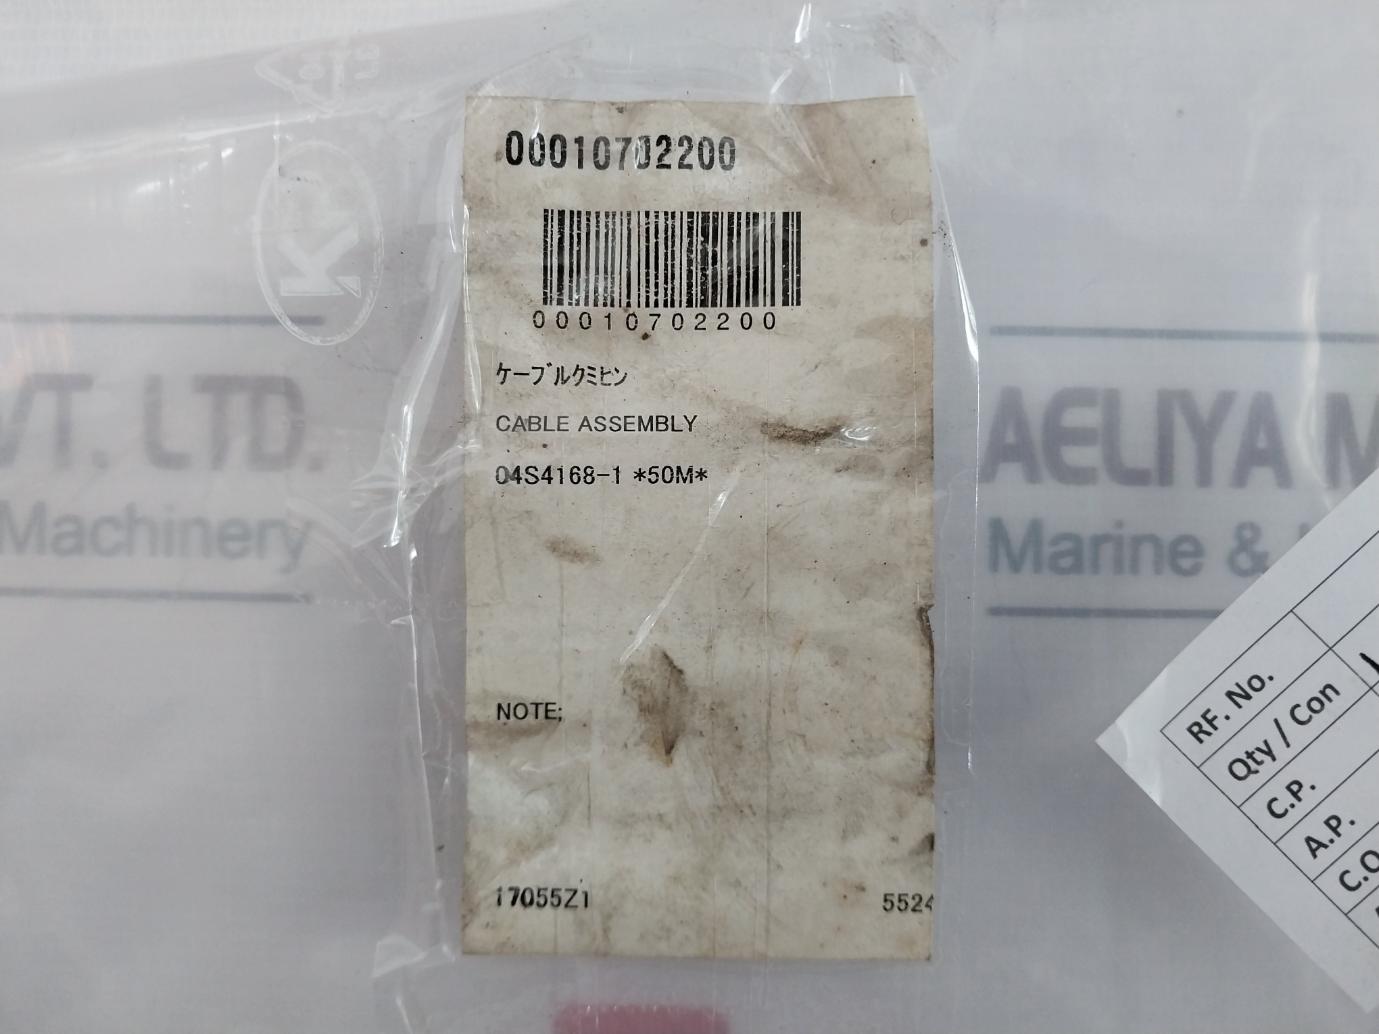 00010702200
00010702200
ケーブルクミヒン
CABLE ASSEMBLY
04S4168-1 *50M*
NOTE;
17055Z1
5524
VT. LTD.
Machinery
AELIYA M
Marine &
RF. No.
Qty / Con
C.P.
A.P.
C.O
K